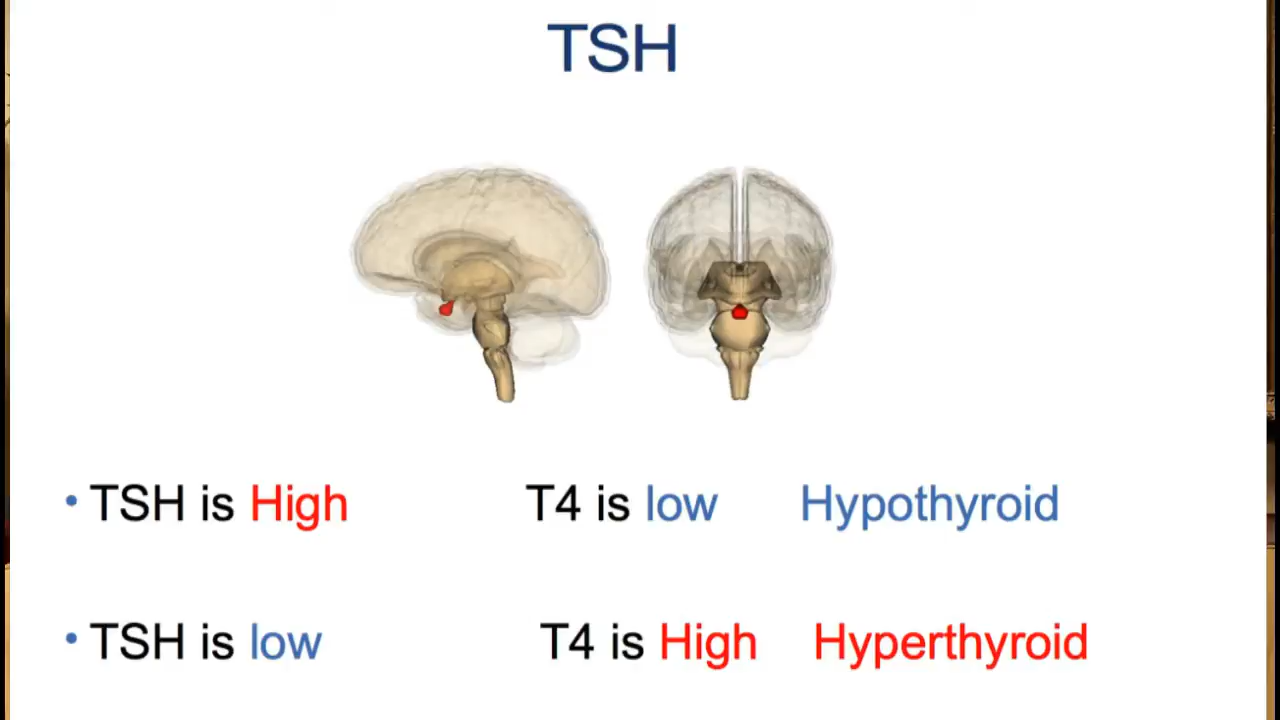 TSH
• TSH is High T4 is low Hypothyroid
• TSH is low T4 is High Hyperthyroid